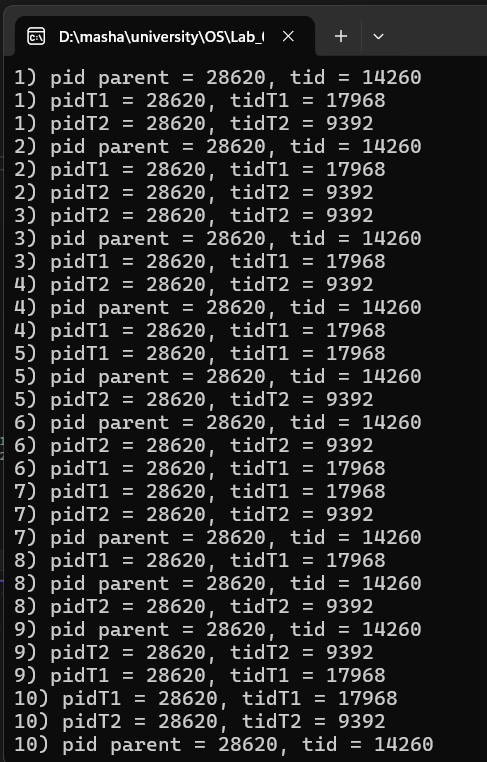 D:\masha\university\OS\Lab_
1) pid parent = 28620, tid = 14260
1) pidT1 = 28620, tidT1 = 17968
1) pidT2 = 28620, tidT2 = 9392
2) pid parent = 28620, tid = 14260
2) pidT1 = 28620, tidT1 = 17968
2) pidT2 = 28620, tidT2 = 9392
3) pidT2 = 28620, tidT2 = 9392
3) pid parent = 28620, tid = 14260
3) pidT1 = 28620, tidT1 = 17968
4) pidT2 = 28620, tidT2 = 9392
4) pid parent = 28620, tid = 14260
4) pidT1 = 28620, tidT1 = 17968
5) pidT1 = 28620, tidT1 = 17968
5) pid parent = 28620, tid = 14260
5) pidT2 = 28620, tidT2 = 9392
6) pid parent = 28620, tid = 14260
6) pidT2 = 28620, tidT2 = 9392
6) pidT1 = 28620, tidT1 = 17968
7) pidT1 = 28620, tidT1 = 17968
7) pidT2 = 28620, tidT2 = 9392
7) pid parent = 28620, tid = 14260
8) pidT1 = 28620, tidT1 = 17968
8) pid parent = 28620, tid = 14260
8) pidT2 = 28620, tidT2 = 9392
9) pid parent = 28620, tid = 14260
9) pidT2 = 28620, tidT2 = 9392
9) pidT1 = 28620, tidT1 = 17968
10) pidT1 = 28620, tidT1 = 17968
10) pidT2 = 28620, tidT2 = 9392
10) pid parent = 28620, tid = 14260